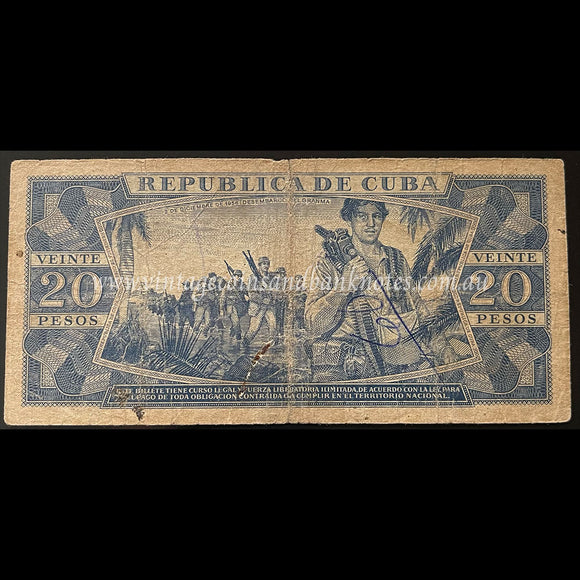 REPUBLICA DE CUBA
2 DE DICIEMBRE DE 1956 DESEMBARCO DEL GRANMA
VEINTE VEINTE
20 20
PESOS PESOS
www.vintagecoinsandbanknotes.com.au
ESTE BILLETE TIENE CURSO LEGAL Y FUERZA LIBERATORIA ILIMITADA, DE ACUERDO CON LA LEY, PARA
EL PAGO DE TODA OBLIGACION CONTRAIDA O A CUMPLIR EN EL TERRITORIO NACIONAL.